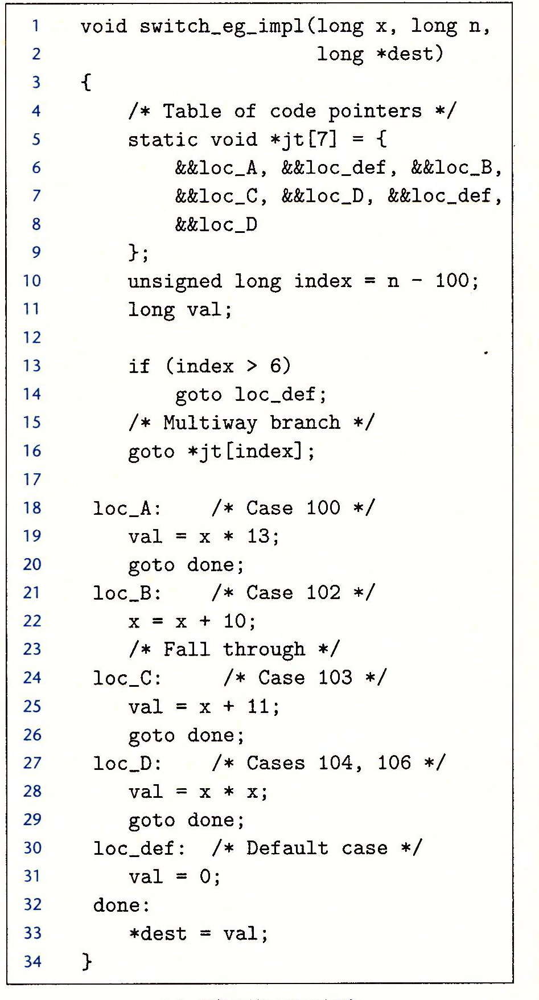 1 void switch_eg_impl(long x, long n,
2 long *dest)
3 {
4 /* Table of code pointers */
5 static void *jt[7] = {
6 &&loc_A, &&loc_def, &&loc_B,
7 &&loc_C, &&loc_D, &&loc_def,
8 &&loc_D
9 };
10 unsigned long index = n - 100;
11 long val;
12
13 if (index > 6)
14 goto loc_def;
15 /* Multiway branch */
16 goto *jt[index];
17
18 loc_A: /* Case 100 */
19 val = x * 13;
20 goto done;
21 loc_B: /* Case 102 */
22 x = x + 10;
23 /* Fall through */
24 loc_C: /* Case 103 */
25 val = x + 11;
26 goto done;
27 loc_D: /* Cases 104, 106 */
28 val = x * x;
29 goto done;
30 loc_def: /* Default case */
31 val = 0;
32 done:
33 *dest = val;
34 }